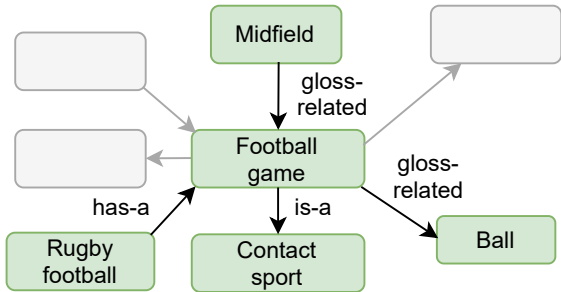 Midfield
gloss-
related
Football
game
gloss-
related
has-a
is-a
Rugby
football
Contact
sport
Ball